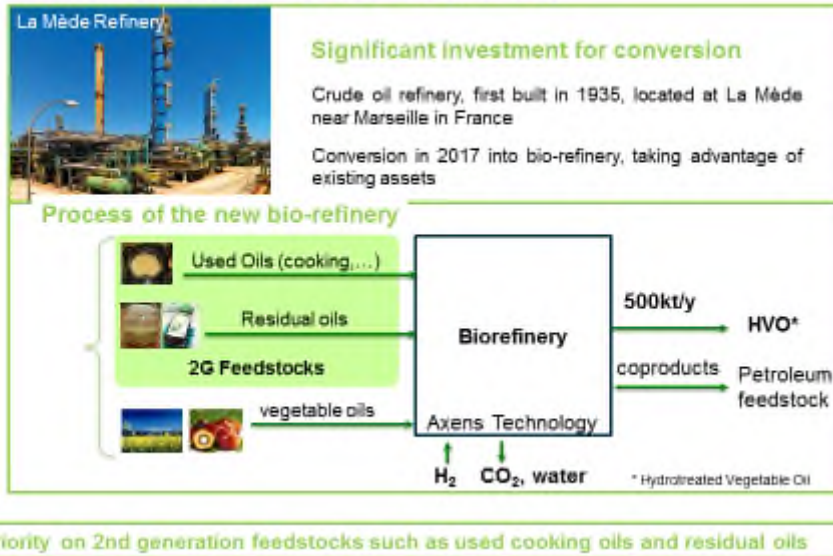 La Mède Refinery
Significant investment for conversion
Crude oil refinery, first built in 1935, located at La Mède
near Marseille in France
Conversion in 2017 into bio-refinery, taking advantage of
existing assets
Process of the new bio-refinery
Used Oils (cooking,...)
Residual oils
2G Feedstocks
vegetable oils
Biorefinery
Axens Technology
H₂
CO₂, water
500kt/y
HVO*
coproducts
Petroleum
feedstock
* Hydrotreated Vegetable Oil
on 2nd generation feedstocks such as used cooking oils and residual oils